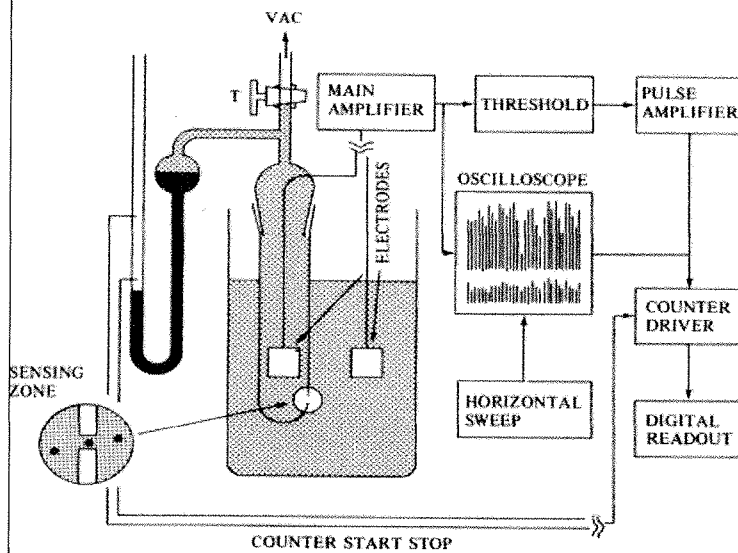 VAC
T
MAIN
AMPLIFIER
THRESHOLD
PULSE
AMPLIFIER
OSCILLOSCOPE
ELECTRODES
COUNTER
DRIVER
SENSING
ZONE
HORIZONTAL
SWEEP
DIGITAL
READOUT
COUNTER START STOP